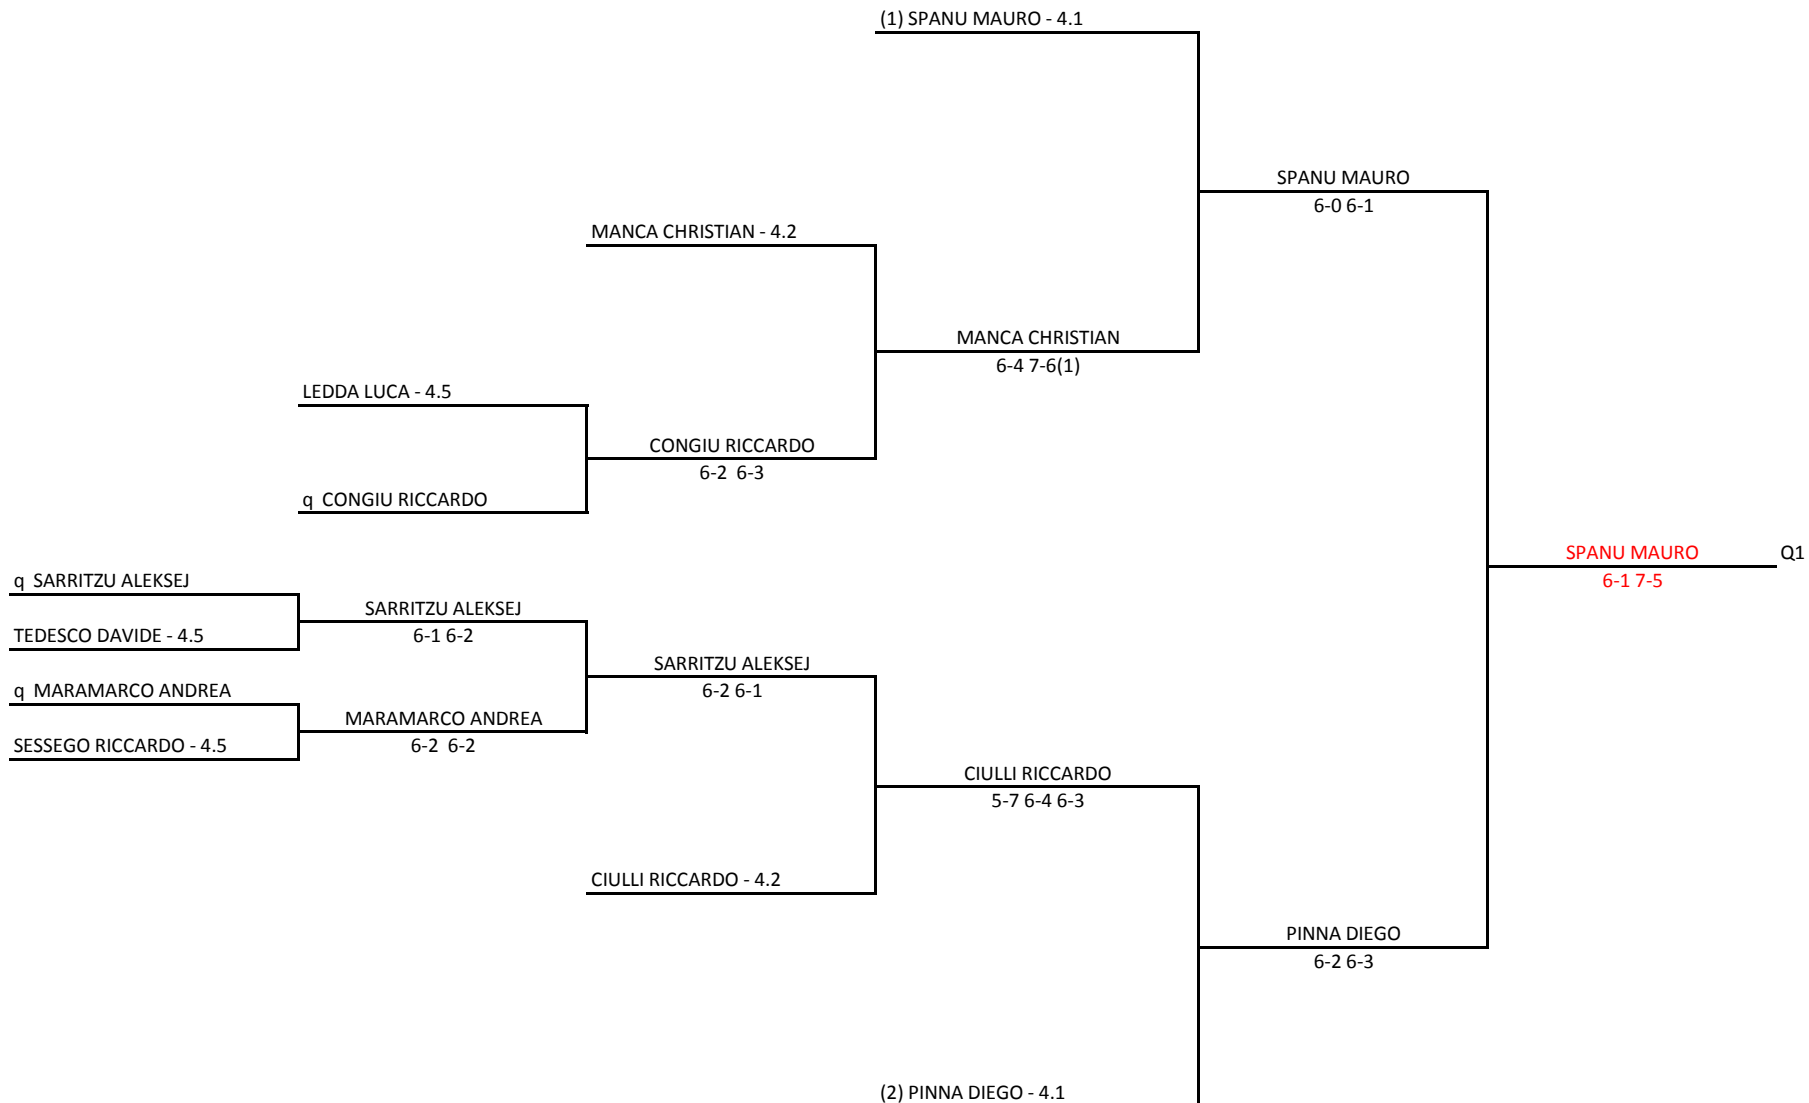 (1) SPANU MAURO - 4.1
SPANU MAURO
6-0 6-1
MANCA CHRISTIAN - 4.2
MANCA CHRISTIAN
6-4 7-6(1)
LEDDA LUCA - 4.5
CONGIU RICCARDO
6-2 6-3
q CONGIU RICCARDO
SPANU MAURO Q1
6-1 7-5
q SARRITZU ALEKSEJ
SARRITZU ALEKSEJ
6-1 6-2
TEDESCO DAVIDE - 4.5
SARRITZU ALEKSEJ
6-2 6-1
q MARAMARCO ANDREA
MARAMARCO ANDREA
6-2 6-2
SESSEGO RICCARDO - 4.5
CIULLI RICCARDO
5-7 6-4 6-3
CIULLI RICCARDO - 4.2
PINNA DIEGO
6-2 6-3
(2) PINNA DIEGO - 4.1